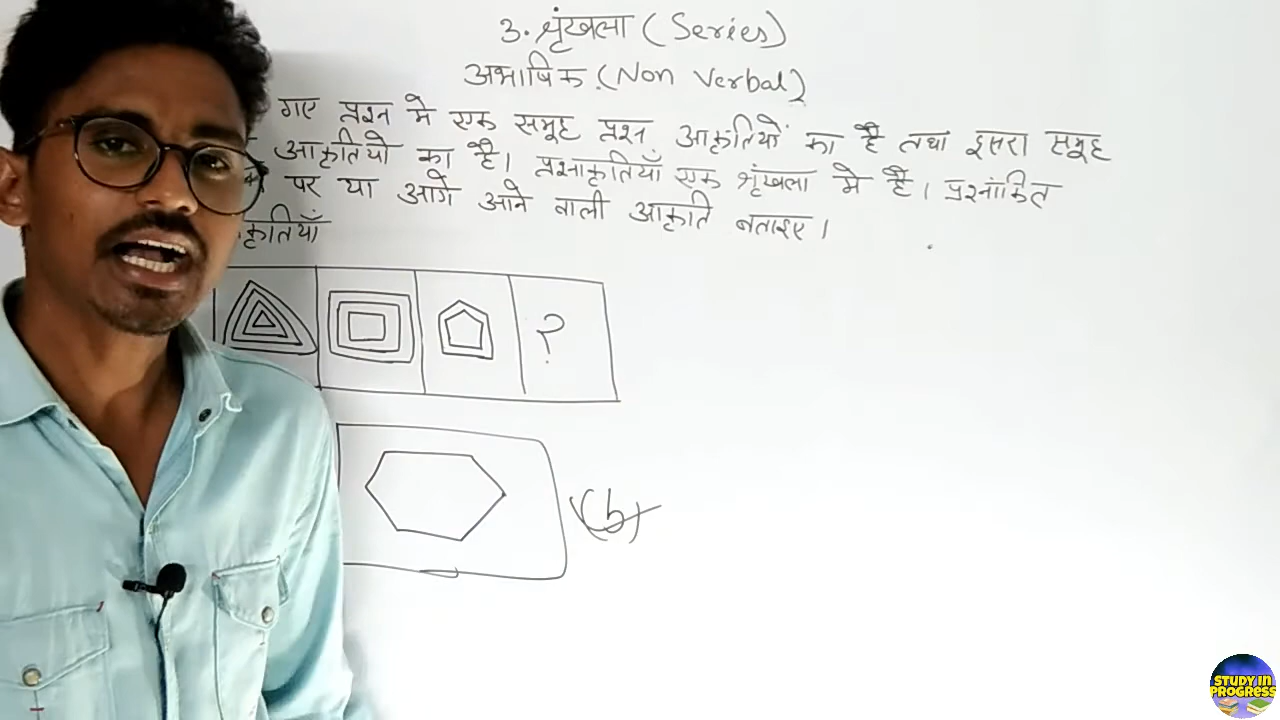 3. श्रृंखला (Series)
अभाषिक (Non Verbal)
गए प्रश्न मे एक समूह प्रश्न आकृतियों का है तथा दूसरा समूह
आकृतियो का है। प्रश्नाकृतियाँ एक श्रृंखला मे है। प्रश्नांकित
पर या आगे आने वाली आकृति बताइए।
कृतियाँ
?
(b)
STUDY IN
PROGRESS